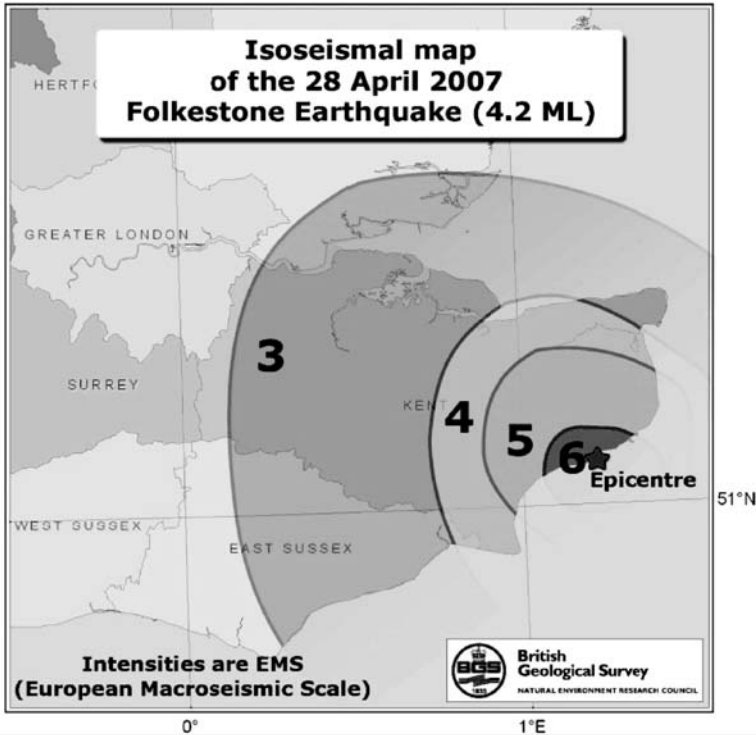 Isoseismal map
of the 28 April 2007
Folkestone Earthquake (4.2 ML)
HERTFO
GREATER LONDON
3
SURREY
KENT
4
5
6
Epicentre
51°N
WEST SUSSEX
EAST SUSSEX
Intensities are EMS
(European Macroseismic Scale)
BGS
1835
British
Geological Survey
NATURAL ENVIRONMENT RESEARCH COUNCIL
0°
1°E